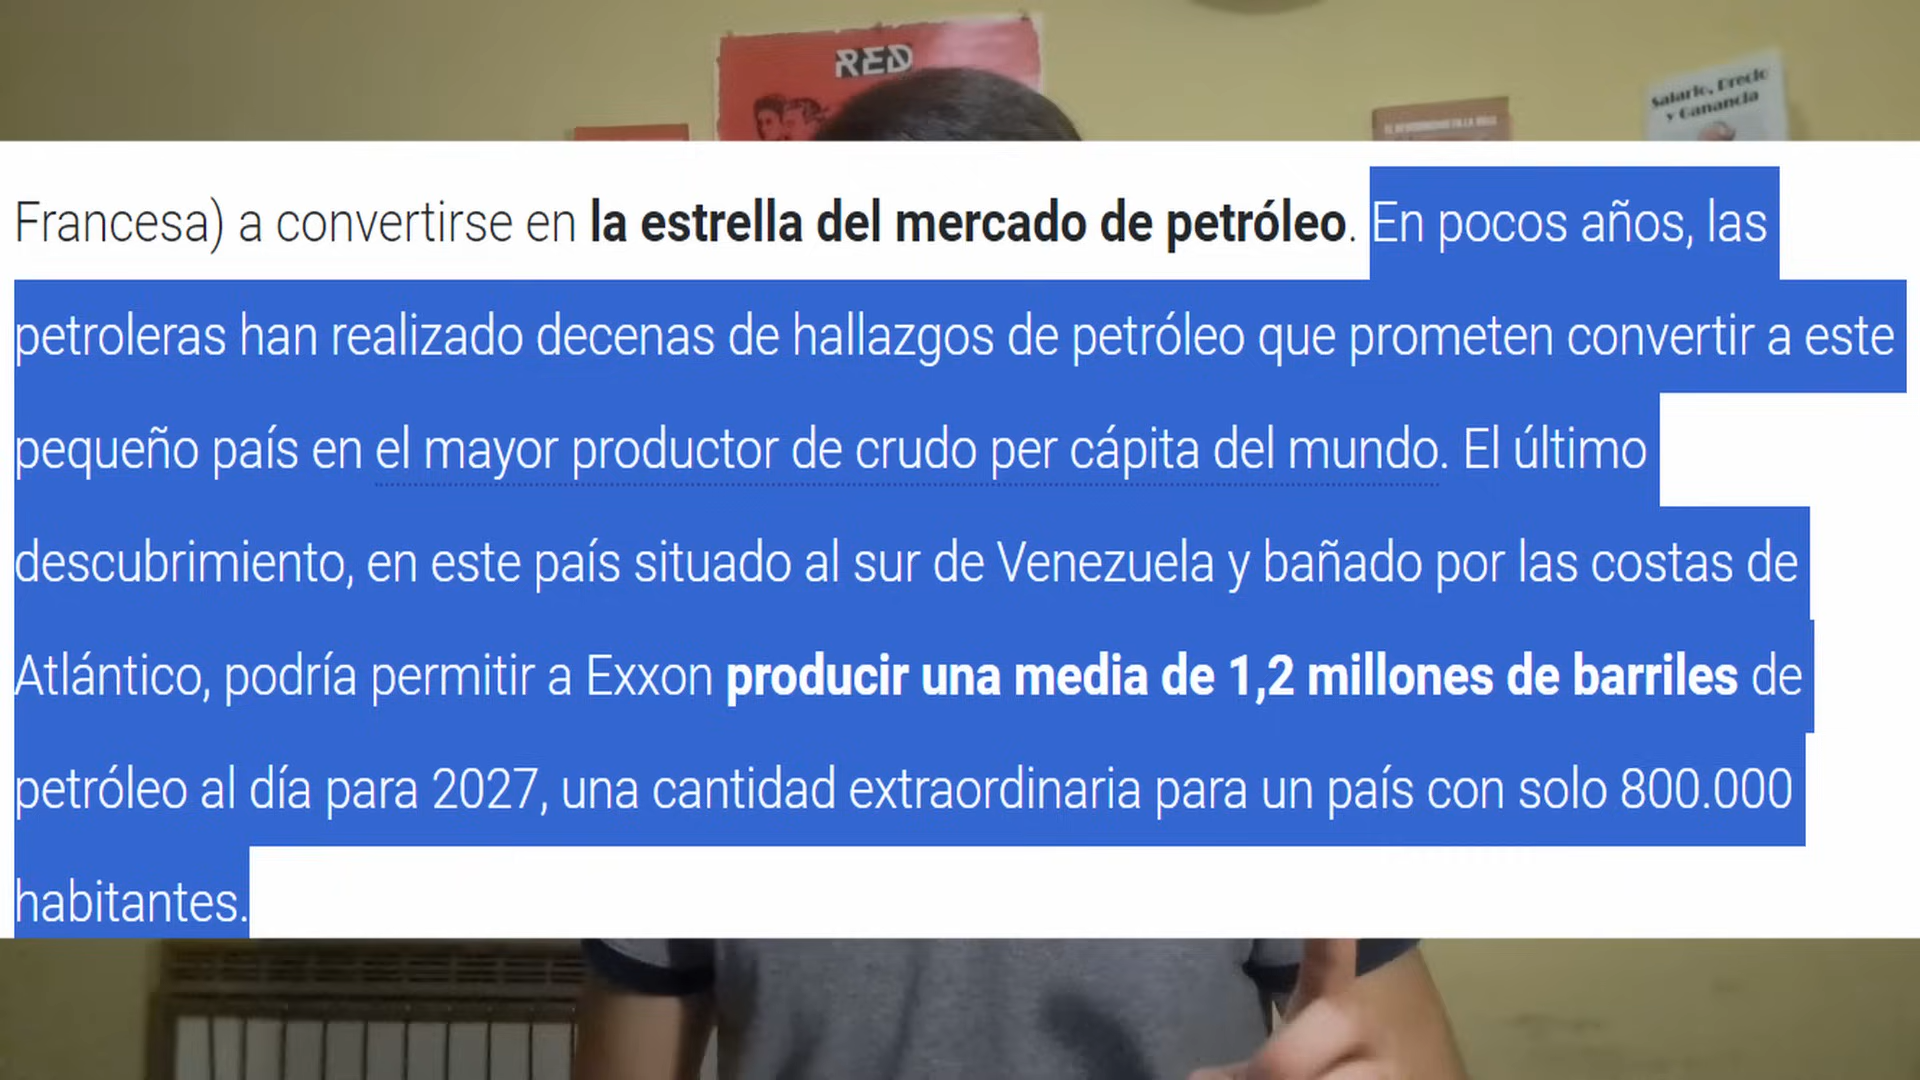 RED
Salario, Precio
y Ganancia
Francesa) a convertirse en la estrella del mercado de petróleo. En pocos años, las
petroleras han realizado decenas de hallazgos de petróleo que prometen convertir a este
pequeño país en el mayor productor de crudo per cápita del mundo. El último
descubrimiento, en este país situado al sur de Venezuela y bañado por las costas de
Atlántico, podría permitir a Exxon producir una media de 1,2 millones de barriles de
petróleo al día para 2027, una cantidad extraordinaria para un país con solo 800.000
habitantes.